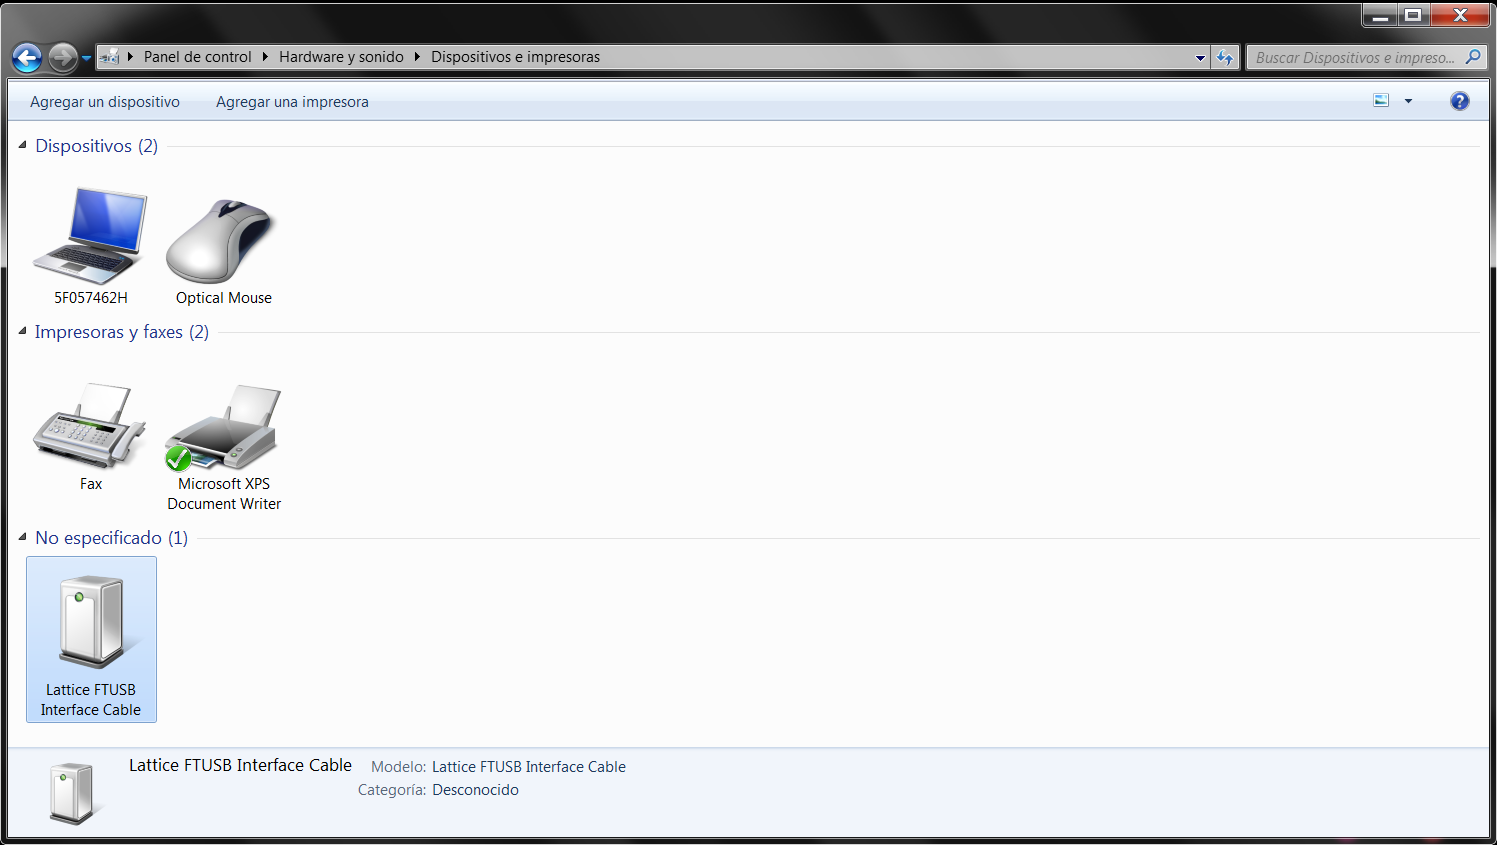 Panel de control Hardware y sonido Dispositivos e impresoras Buscar Dispositivos e impreso...
Agregar un dispositivo Agregar una impresora
Dispositivos (2)
5F057462H Optical Mouse
Impresoras y faxes (2)
Fax Microsoft XPS
Document Writer
No especificado (1)
Lattice FTUSB
Interface Cable
Lattice FTUSB Interface Cable Modelo: Lattice FTUSB Interface Cable
Categoría: Desconocido